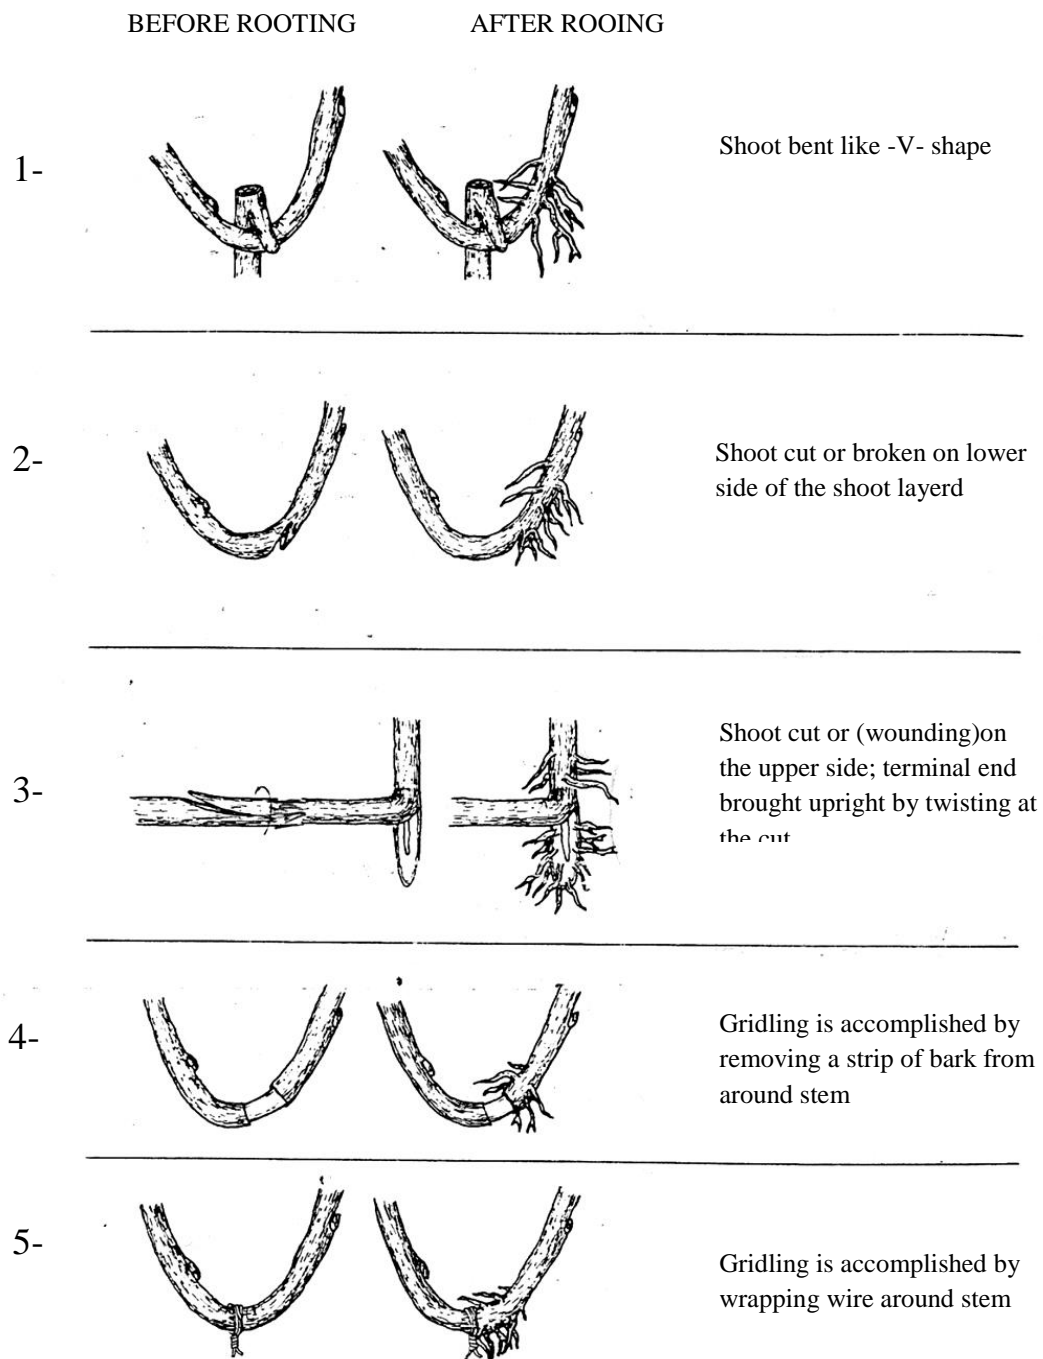 BEFORE ROOTING
AFTER ROOING
1-
Shoot bent like -V- shape
2-
Shoot cut or broken on lower
side of the shoot layerd
3-
Shoot cut or (wounding)on
the upper side; terminal end
brought upright by twisting at
the cut
4-
Gridling is accomplished by
removing a strip of bark from
around stem
5-
Gridling is accomplished by
wrapping wire around stem